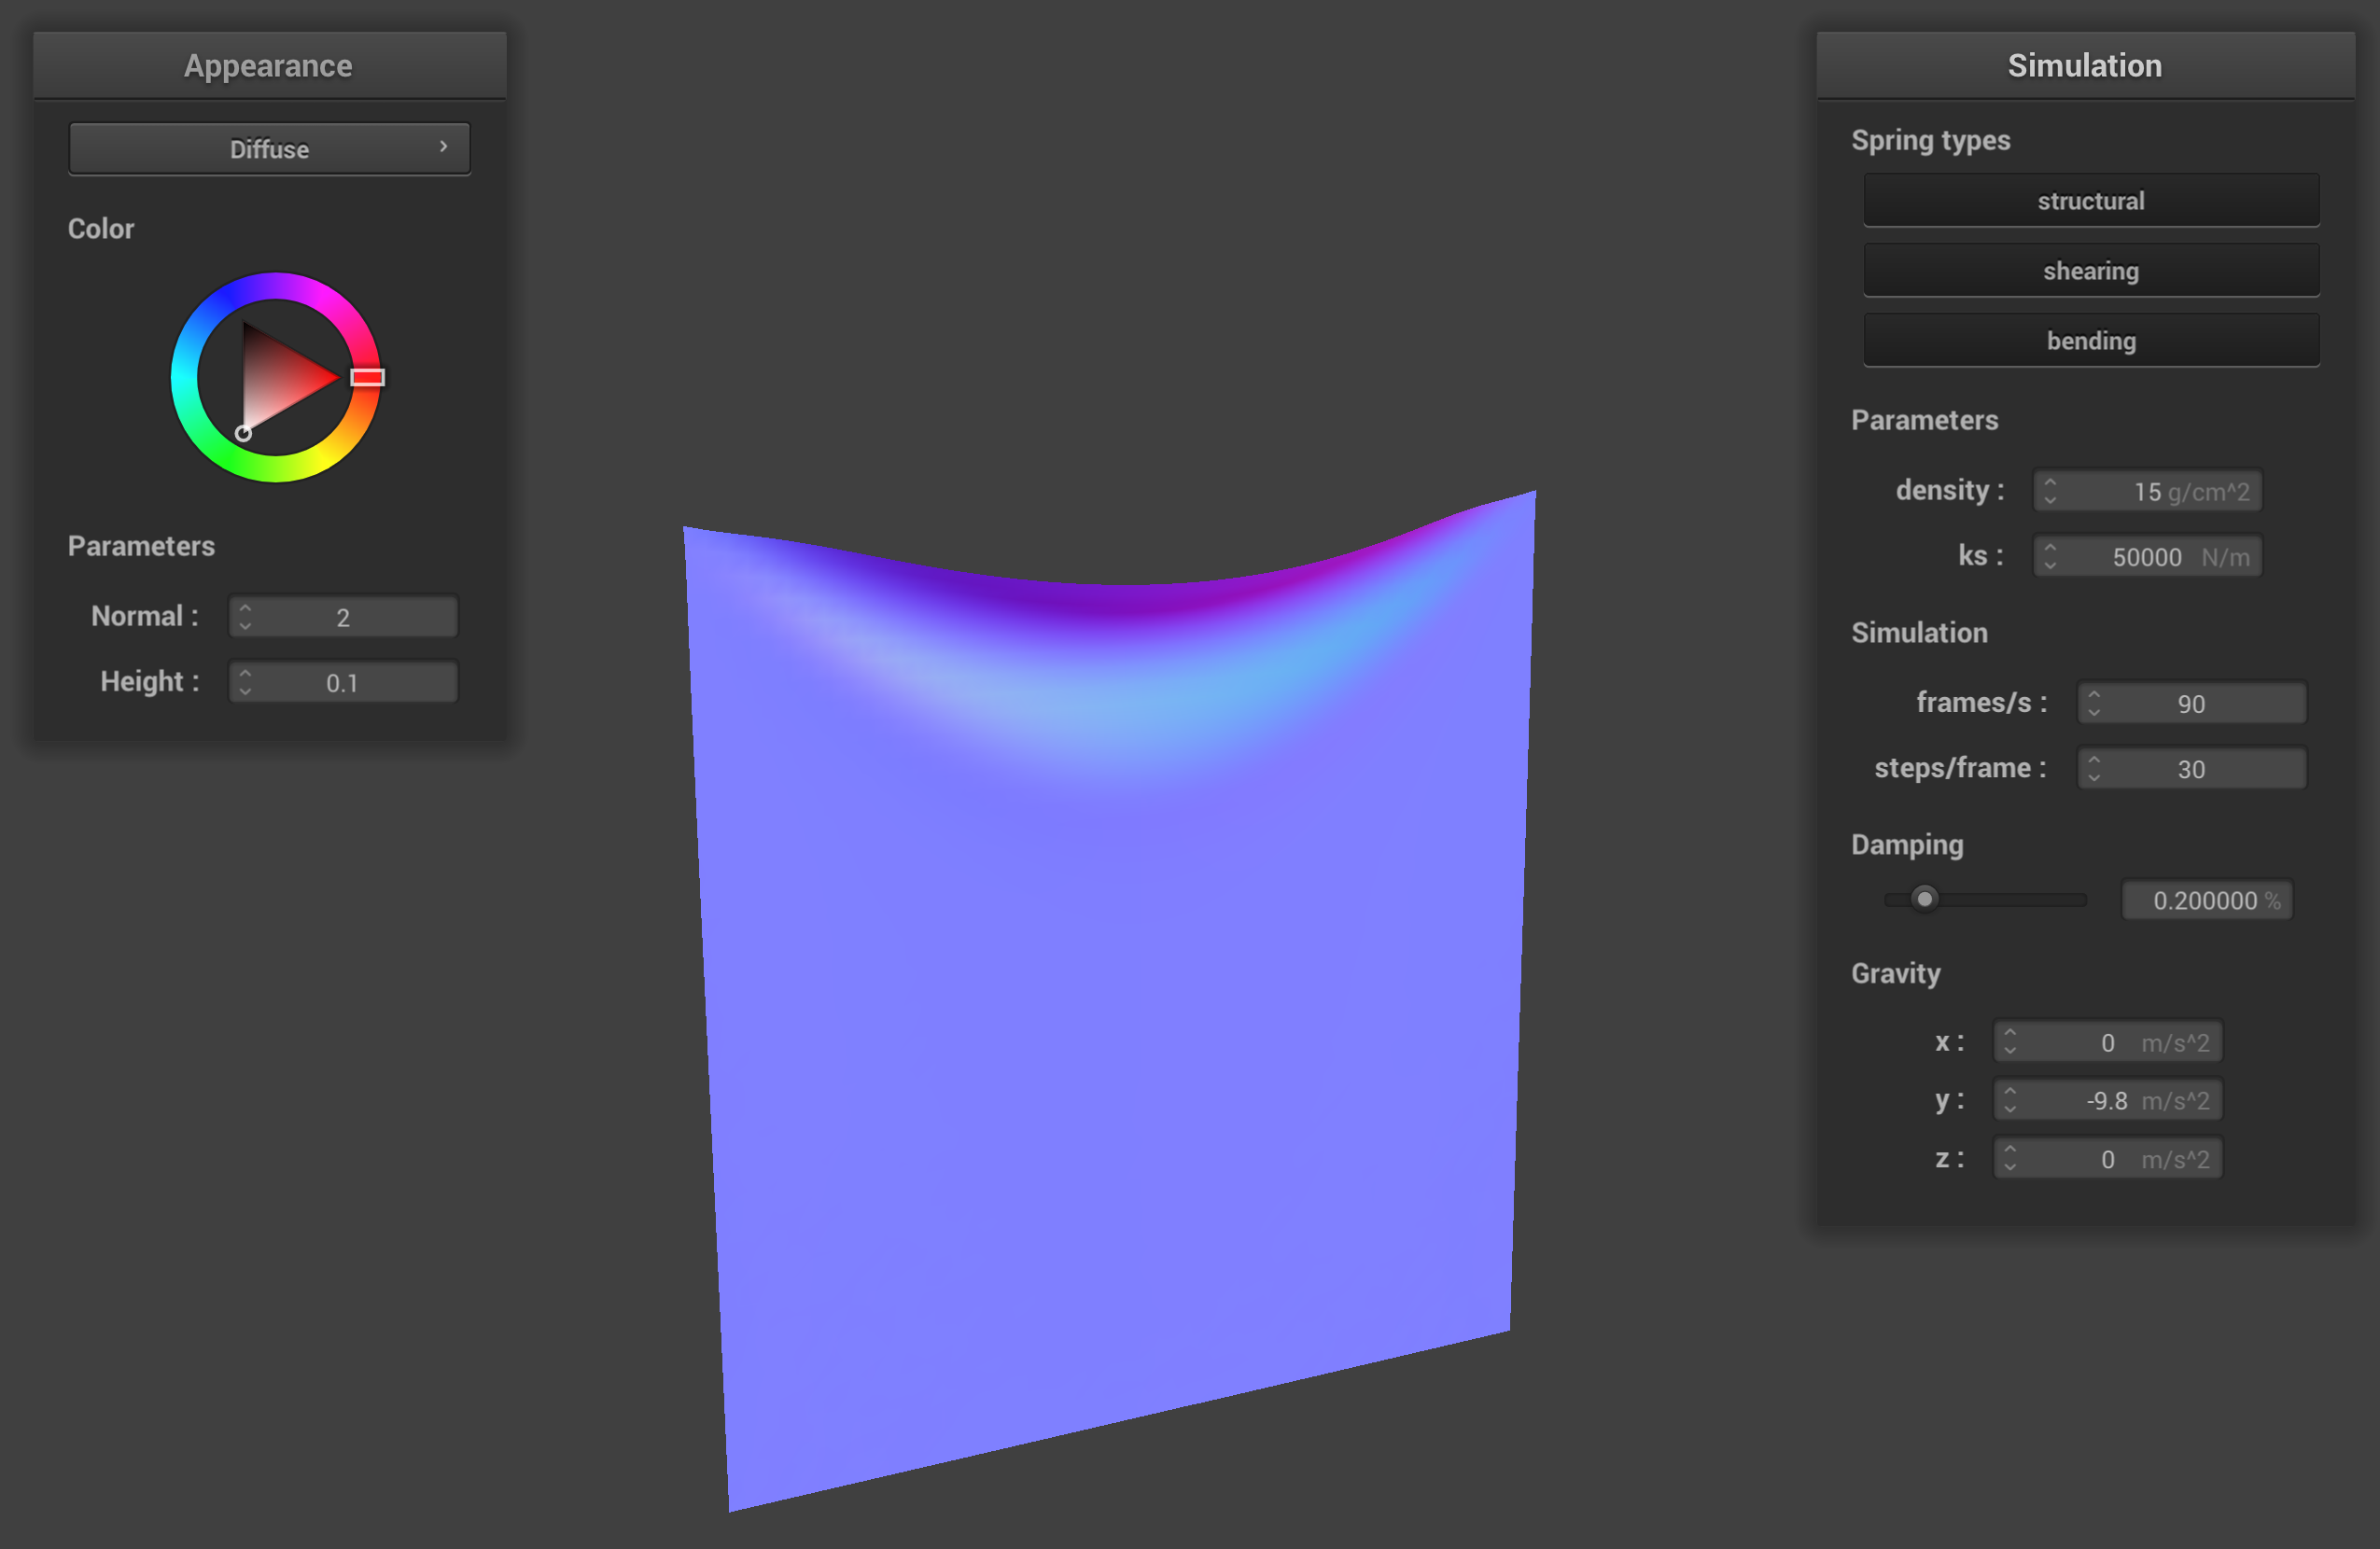 Appearance
Diffuse
Color
Parameters
Normal : 2
Height : 0.1
Simulation
Spring types
structural
shearing
bending
Parameters
density : 15 g/cm^2
ks : 50000 N/m
Simulation
frames/s : 90
steps/frame : 30
Damping
0.200000 %
Gravity
x : 0 m/s^2
y : -9.8 m/s^2
z : 0 m/s^2